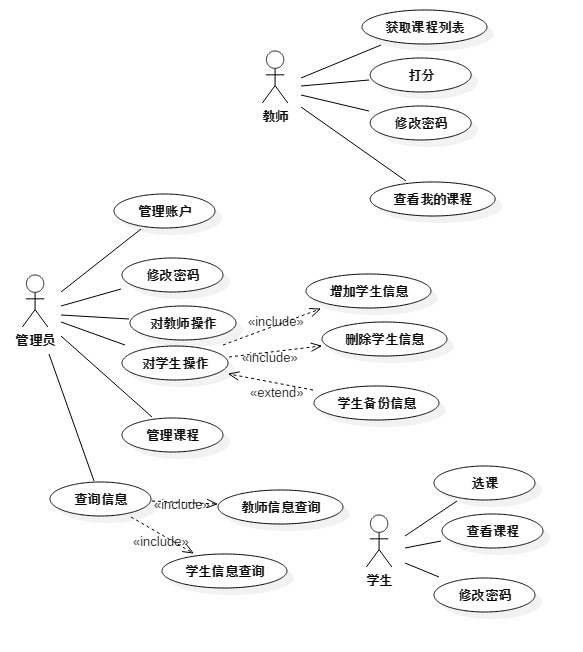 获取课程列表
打分
修改密码
教师
查看我的课程
管理账户
修改密码
对教师操作
管理员
对学生操作
增加学生信息
«include»
删除学生信息
«include»
«extend»
学生备份信息
管理课程
查询信息
«include»
教师信息查询
«include»
学生信息查询
选课
查看课程
学生
修改密码